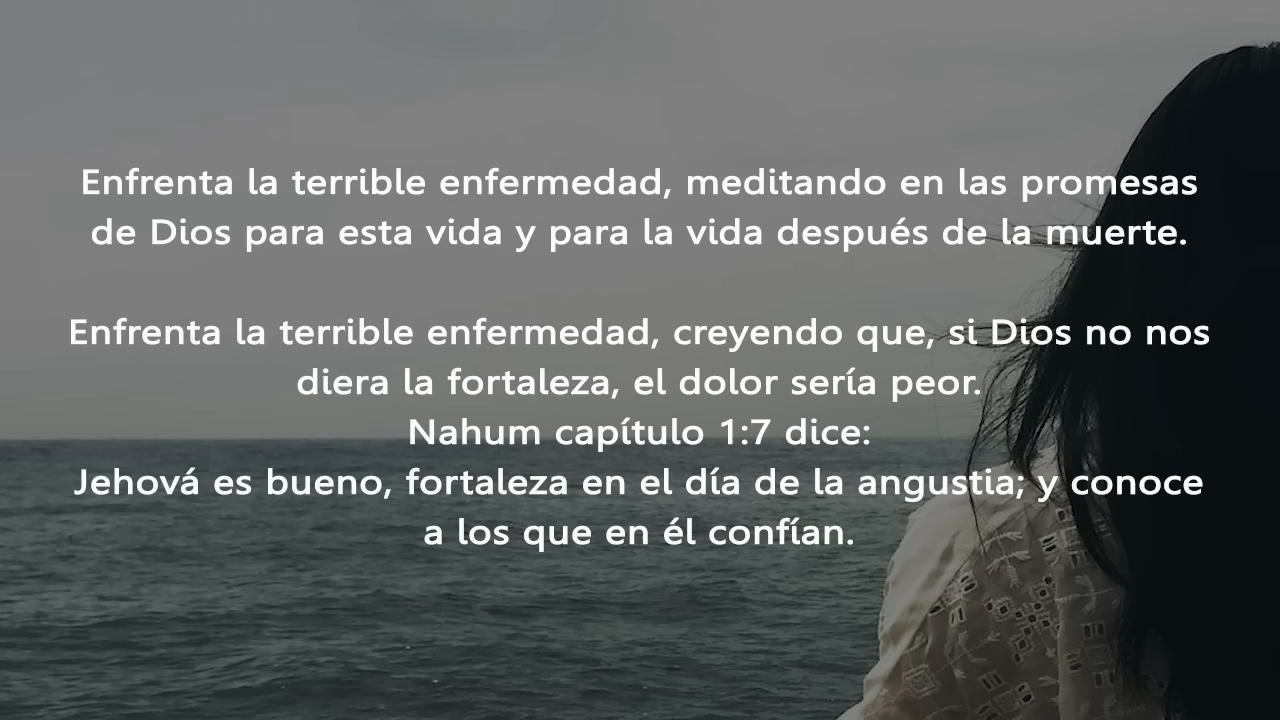 Enfrenta la terrible enfermedad, meditando en las promesas
de Dios para esta vida y para la vida después de la muerte.
Enfrenta la terrible enfermedad, creyendo que, si Dios no nos
diera la fortaleza, el dolor sería peor.
Nahum capítulo 1:7 dice:
Jehová es bueno, fortaleza en el día de la angustia; y conoce
a los que en él confían.